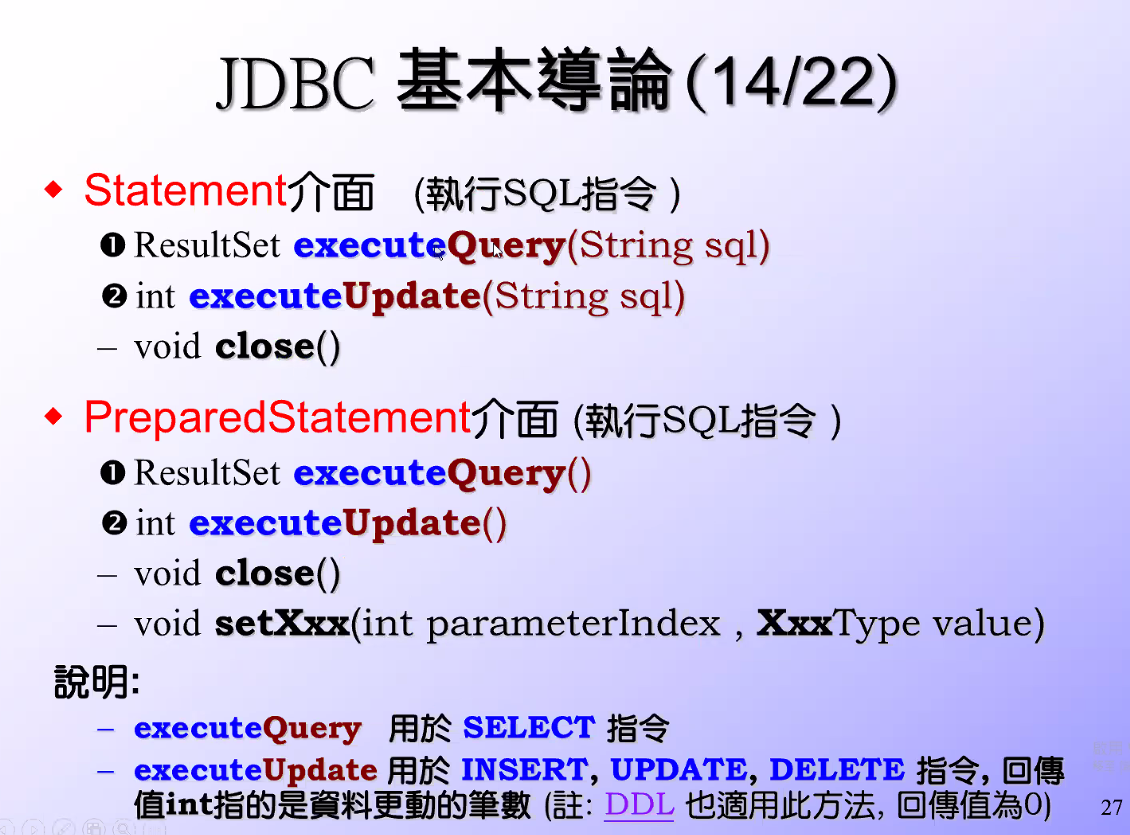 JDBC 基本導論(14/22)
◆ Statement介面 (執行SQL指令 )
❶ ResultSet executeQuery(String sql)
❷ int executeUpdate(String sql)
– void close()
◆ PreparedStatement介面 (執行SQL指令 )
❶ ResultSet executeQuery()
❷ int executeUpdate()
– void close()
– void setXxx(int parameterIndex , XxxType value)
說明:
– executeQuery 用於 SELECT 指令
– executeUpdate 用於 INSERT, UPDATE, DELETE 指令, 回傳
值int指的是資料更動的筆數 (註: DDL 也適用此方法, 回傳值為0)
27